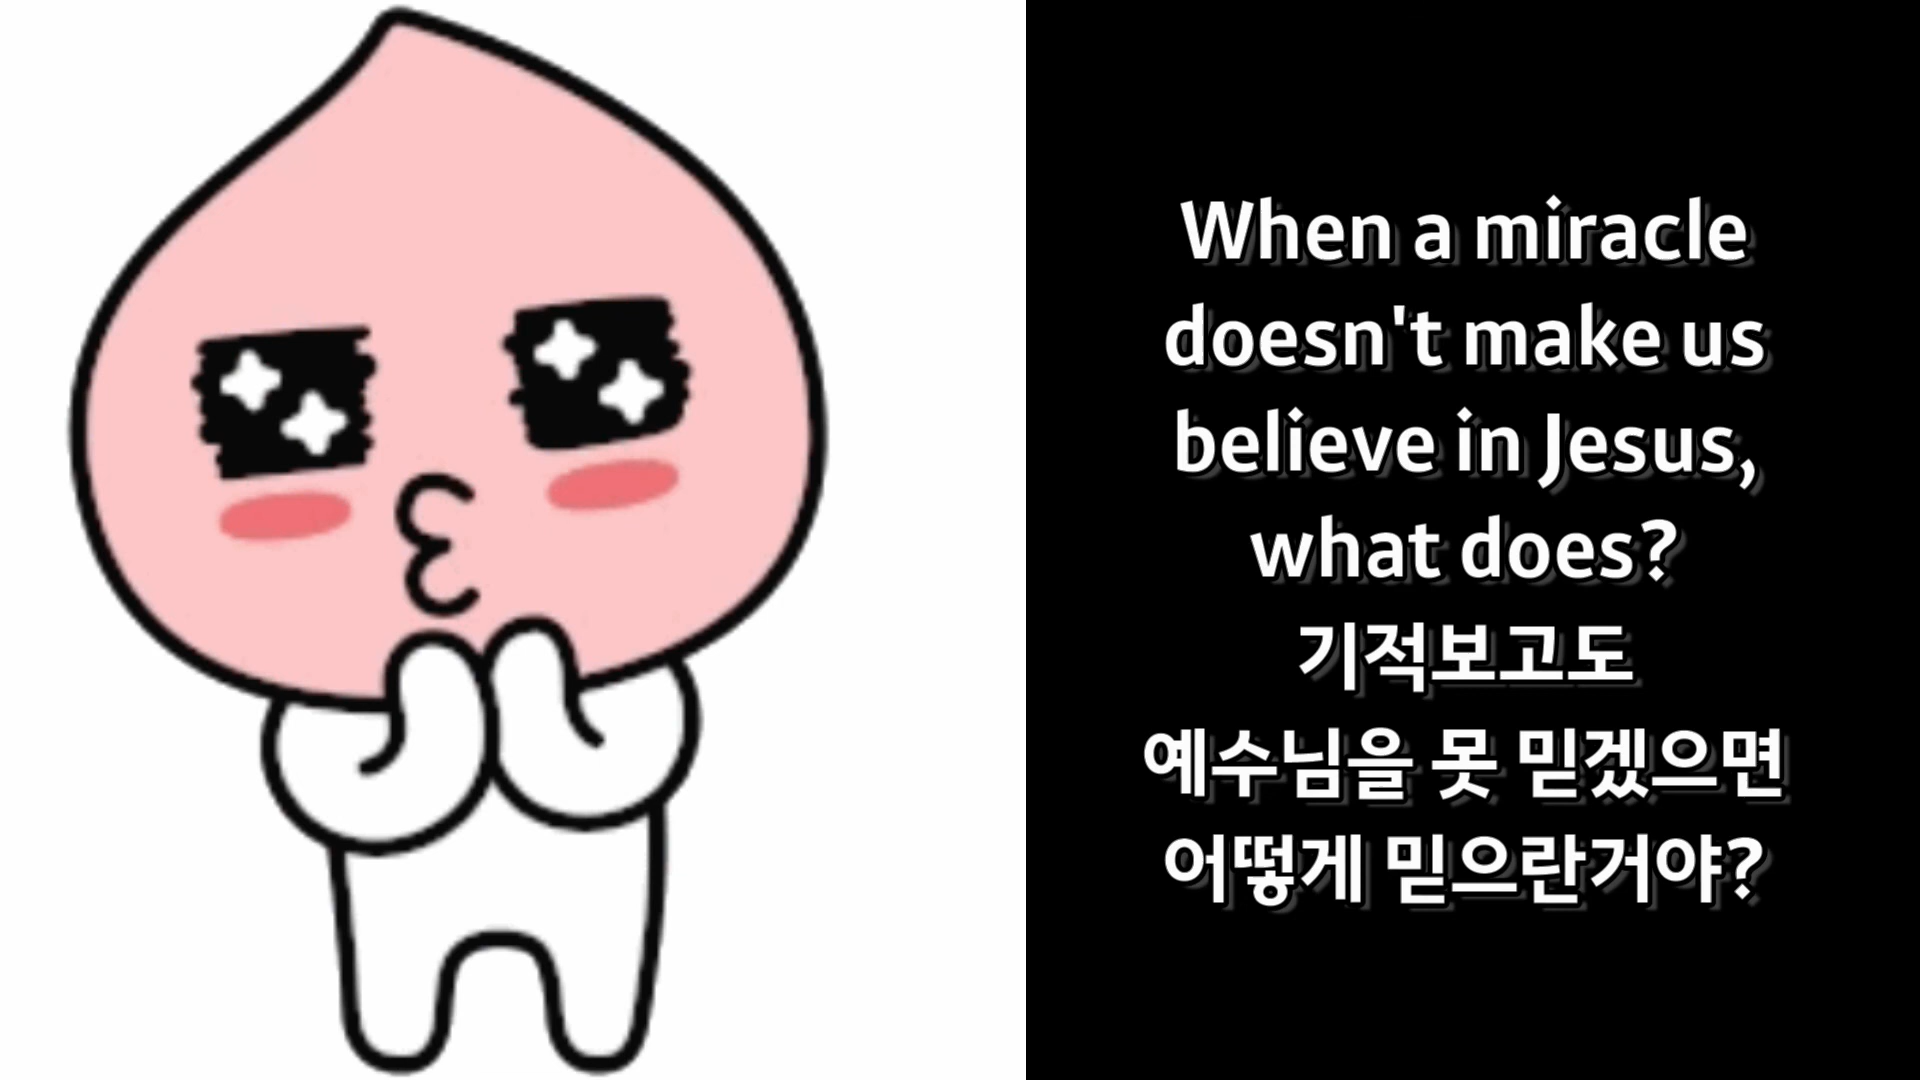 When a miracle
doesn't make us
believe in Jesus,
what does?
기적보고도
예수님을 못 믿겠으면
어떻게 믿으란거야?